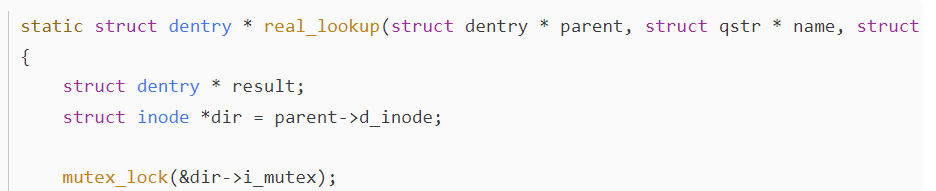 static struct dentry * real_lookup(struct dentry * parent, struct qstr * name, struct
{
    struct dentry * result;
    struct inode *dir = parent->d_inode;

    mutex_lock(&dir->i_mutex);